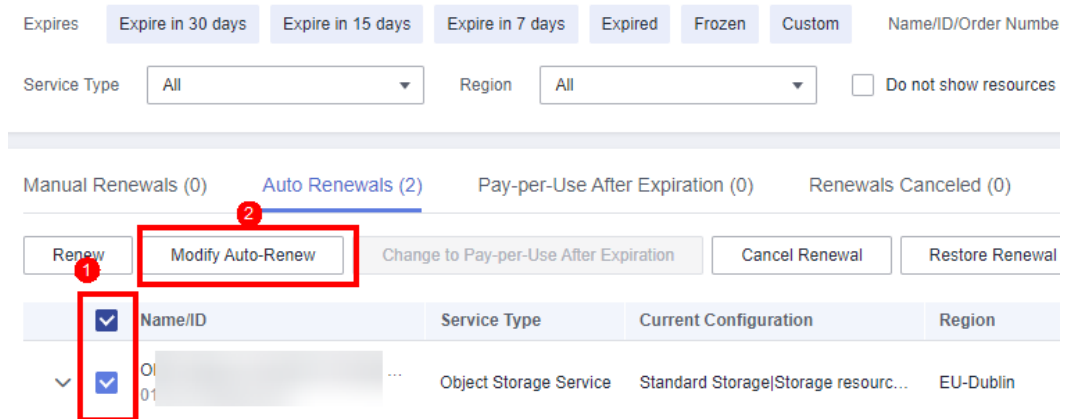 Expires Expire in 30 days Expire in 15 days Expire in 7 days Expired Frozen Custom Name/ID/Order Numbe
Service Type All Region All Do not show resources
Manual Renewals (0) Auto Renewals (2) Pay-per-Use After Expiration (0) Renewals Canceled (0)
2
Renew Modify Auto-Renew Change to Pay-per-Use After Expiration Cancel Renewal Restore Renewal
1
Name/ID Service Type Current Configuration Region
... Object Storage Service Standard Storage|Storage resourc... EU-Dublin
01